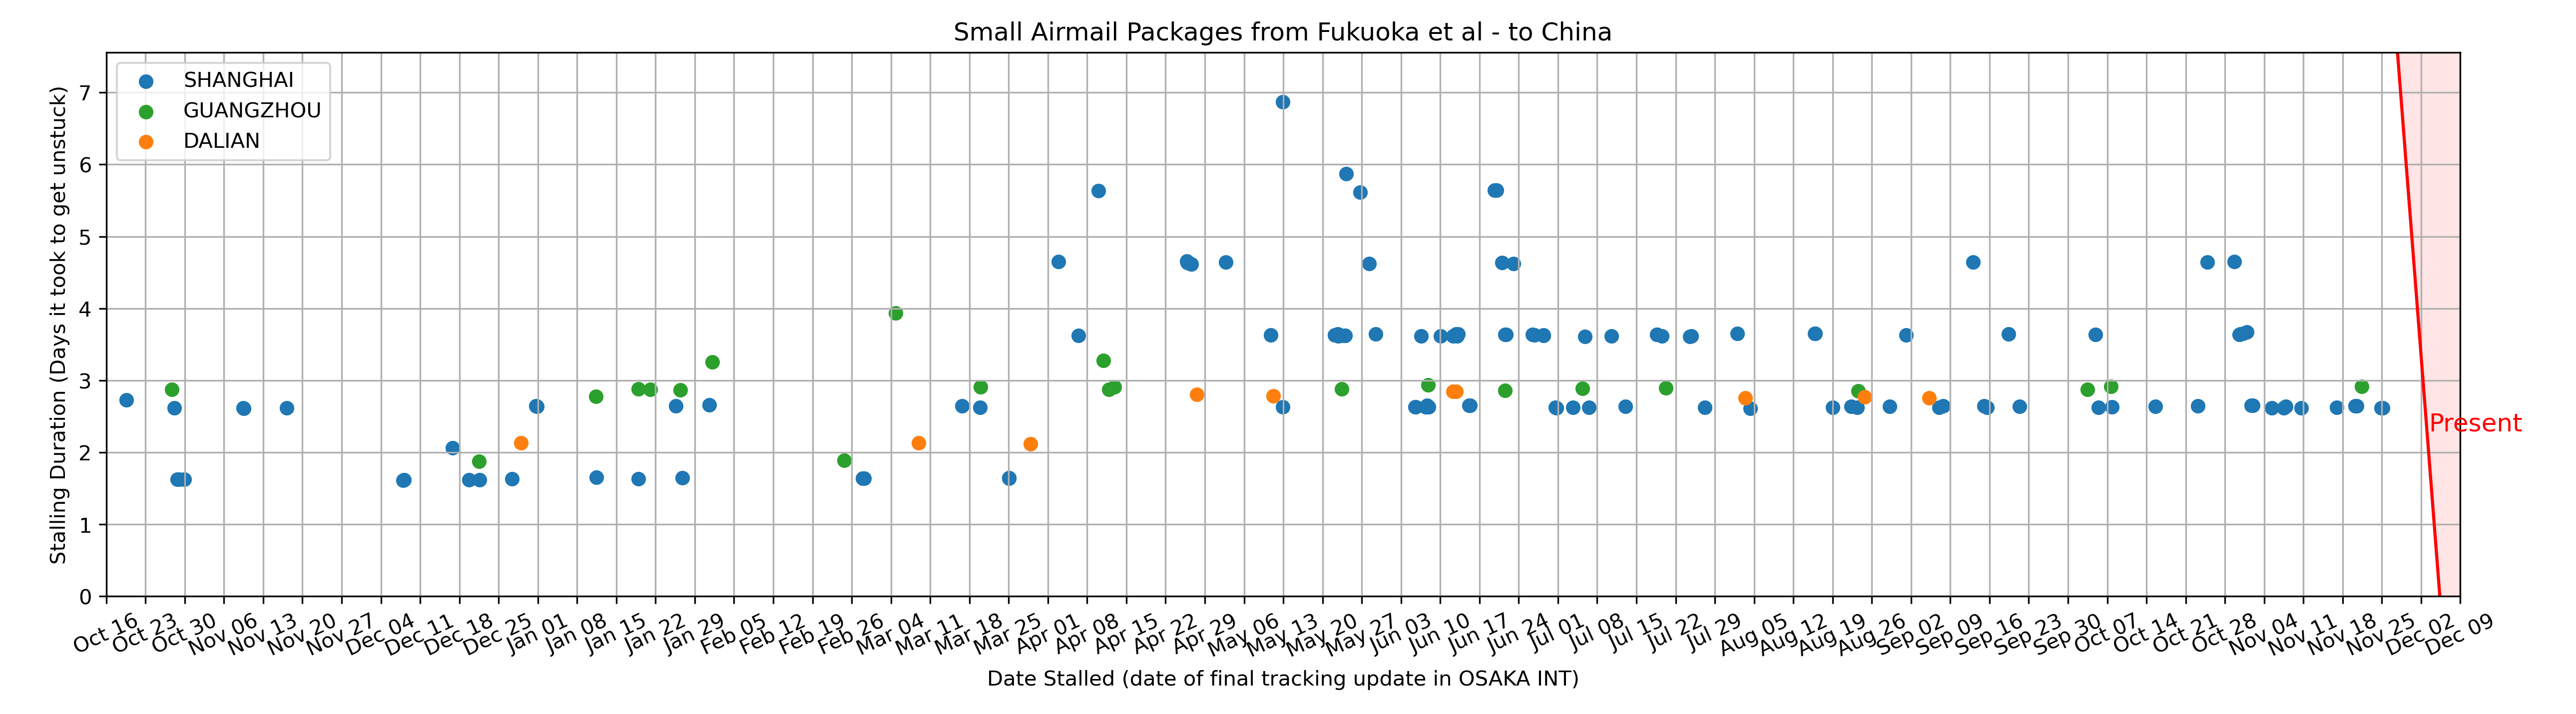 Small Airmail Packages from Fukuoka et al - to China
SHANGHAI
GUANGZHOU
DALIAN
Stalling Duration (Days it took to get unstuck)
7
6
5
4
3
2
1
0
Present
Oct 16 Oct 23 Oct 30 Nov 06 Nov 13 Nov 20 Nov 27 Dec 04 Dec 11 Dec 18 Dec 25 Jan 01 Jan 08 Jan 15 Jan 22 Jan 29 Feb 05 Feb 12 Feb 19 Feb 26 Mar 04 Mar 11 Mar 18 Mar 25 Apr 01 Apr 08 Apr 15 Apr 22 Apr 29 May 06 May 13 May 20 May 27 Jun 03 Jun 10 Jun 17 Jun 24 Jul 01 Jul 08 Jul 15 Jul 22 Jul 29 Aug 05 Aug 12 Aug 19 Aug 26 Sep 02 Sep 09 Sep 16 Sep 23 Sep 30 Oct 07 Oct 14 Oct 21 Oct 28 Nov 04 Nov 11 Nov 18 Nov 25 Dec 02 Dec 09
Date Stalled (date of final tracking update in OSAKA INT)